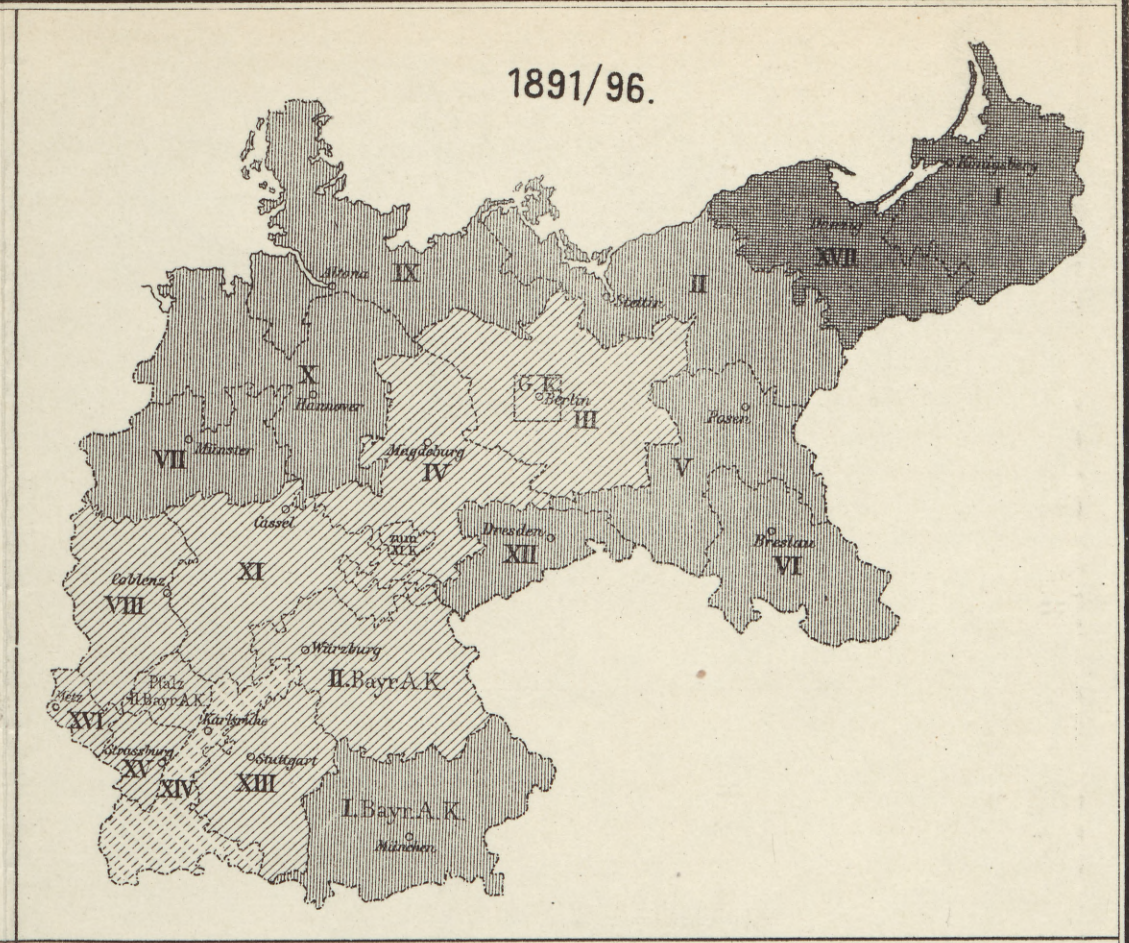 1891/96.
Königsberg
I
Danzig
XVII
Altona
IX
II
Stettin
X
Hannover
G. K.
Berlin
III
Posen
Münster
VII
Magdeburg
IV
V
Cassel
Dresden
XII
zum
XI.K.
Breslau
VI
XI
Coblenz
VIII
Würzburg
II.Bayr.A.K.
Pfalz
II.Bayr.A.K.
Metz
XVI
Karlsruhe
Strassburg
XV
XIV
Stuttgart
XIII
I.Bayr.A.K.
München